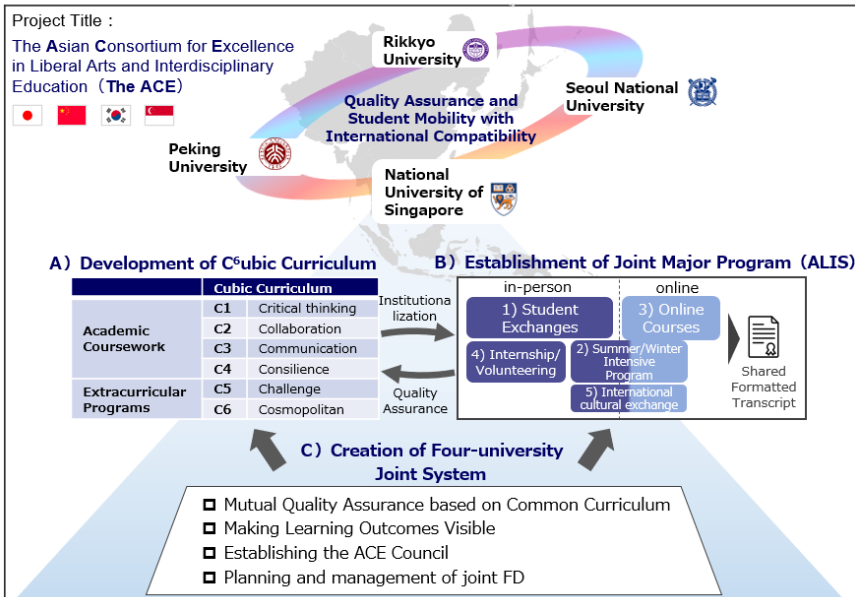 Project Title :
The Asian Consortium for Excellence
in Liberal Arts and Interdisciplinary
Education（The ACE）
Rikkyo
University
Seoul National
University
Quality Assurance and
Student Mobility with
International Compatibility
Peking
University
National
University of
Singapore
A）Development of C⁶ubic Curriculum
Cubic Curriculum
Academic
Coursework
C1 Critical thinking
C2 Collaboration
C3 Communication
C4 Consilience
Extracurricular
Programs
C5 Challenge
C6 Cosmopolitan
Institutiona
lization
Quality
Assurance
B）Establishment of Joint Major Program（ALIS）
in-person
online
1) Student
Exchanges
3) Online
Courses
4) Internship/
Volunteering
2) Summer/Winter
Intensive
Program
5) International
cultural exchange
Shared
Formatted
Transcript
C）Creation of Four-university
Joint System
Mutual Quality Assurance based on Common Curriculum
Making Learning Outcomes Visible
Establishing the ACE Council
Planning and management of joint FD